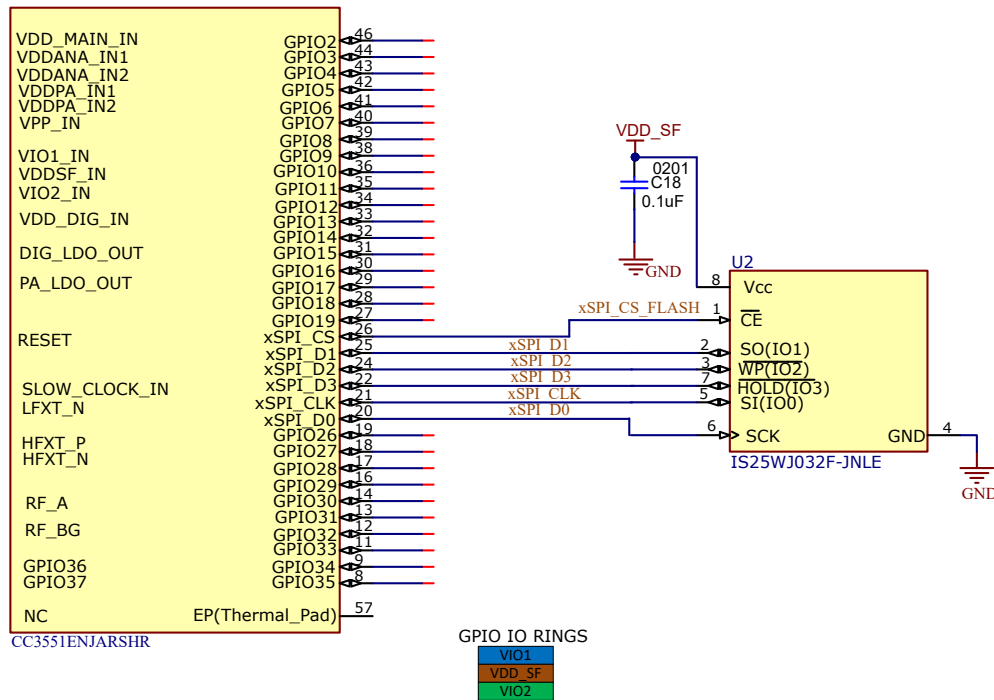 VDD_MAIN_IN
VDDANA_IN1
VDDANA_IN2
VDDPA_IN1
VDDPA_IN2
VPP_IN
VIO1_IN
VDDSF_IN
VIO2_IN
VDD_DIG_IN
DIG_LDO_OUT
PA_LDO_OUT
RESET
SLOW_CLOCK_IN
LFXT_N
HFXT_P
HFXT_N
RF_A
RF_BG
GPIO36
GPIO37
NC
GPIO2 46
GPIO3 44
GPIO4 43
GPIO5 42
GPIO6 41
GPIO7 40
GPIO8 39
GPIO9 38
GPIO10 36
GPIO11 35
GPIO12 34
GPIO13 33
GPIO14 32
GPIO15 31
GPIO16 30
GPIO17 29
GPIO18 28
GPIO19 27
xSPI_CS 26
xSPI_D1 25
xSPI_D2 24
xSPI_D3 22
xSPI_CLK 21
xSPI_D0 20
GPIO26 19
GPIO27 18
GPIO28 17
GPIO29 16
GPIO30 14
GPIO31 13
GPIO32 12
GPIO33 11
GPIO34 9
GPIO35 8
EP(Thermal_Pad) 57
CC3551ENJARSHR
VDD_SF
0201
C18
0.1uF
GND
xSPI_CS_FLASH
xSPI_D1
xSPI_D2
xSPI_D3
xSPI_CLK
xSPI_D0
U2
8 Vcc
1 CE
2 SO(IO1)
3 WP(IO2)
7 HOLD(IO3)
5 SI(IO0)
6 SCK
GND 4
IS25WJ032F-JNLE
GND
GPIO IO RINGS
VIO1
VDD_SF
VIO2